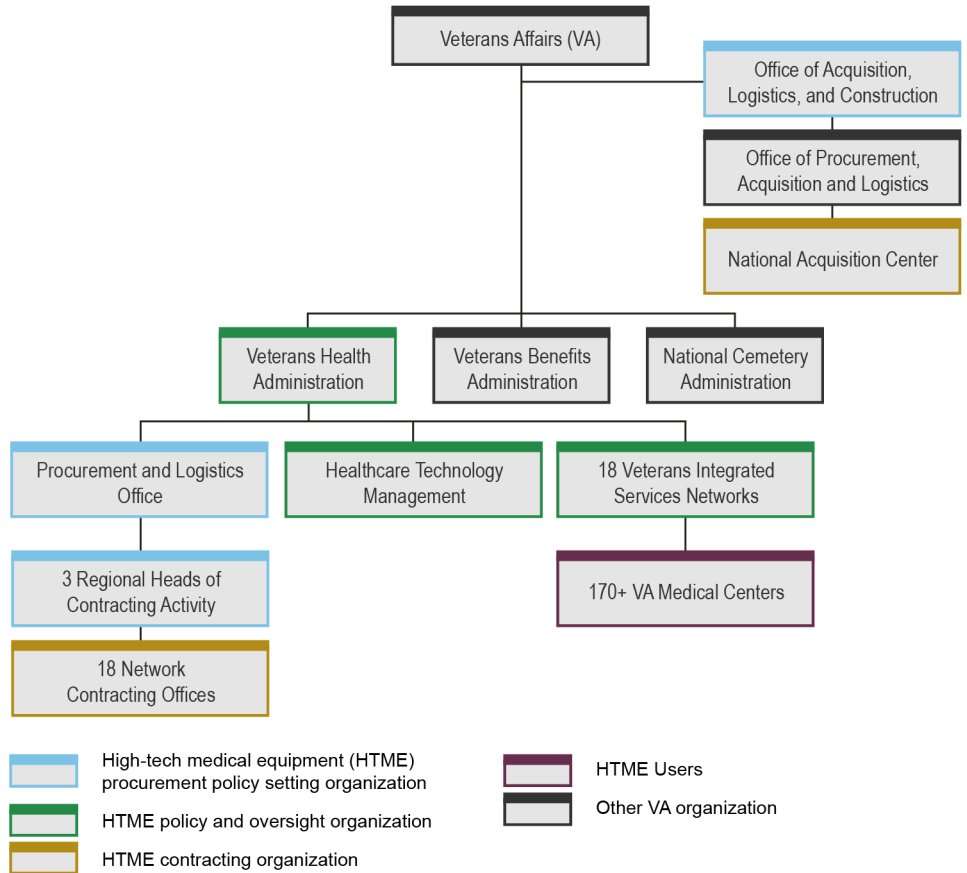 Veterans Affairs (VA)
Office of Acquisition,
Logistics, and Construction
Office of Procurement,
Acquisition and Logistics
National Acquisition Center
Veterans Health
Administration
Veterans Benefits
Administration
National Cemetery
Administration
Procurement and Logistics
Office
Healthcare Technology
Management
18 Veterans Integrated
Services Networks
3 Regional Heads of
Contracting Activity
170+ VA Medical Centers
18 Network
Contracting Offices
High-tech medical equipment (HTME)
procurement policy setting organization
HTME policy and oversight organization
HTME contracting organization
HTME Users
Other VA organization